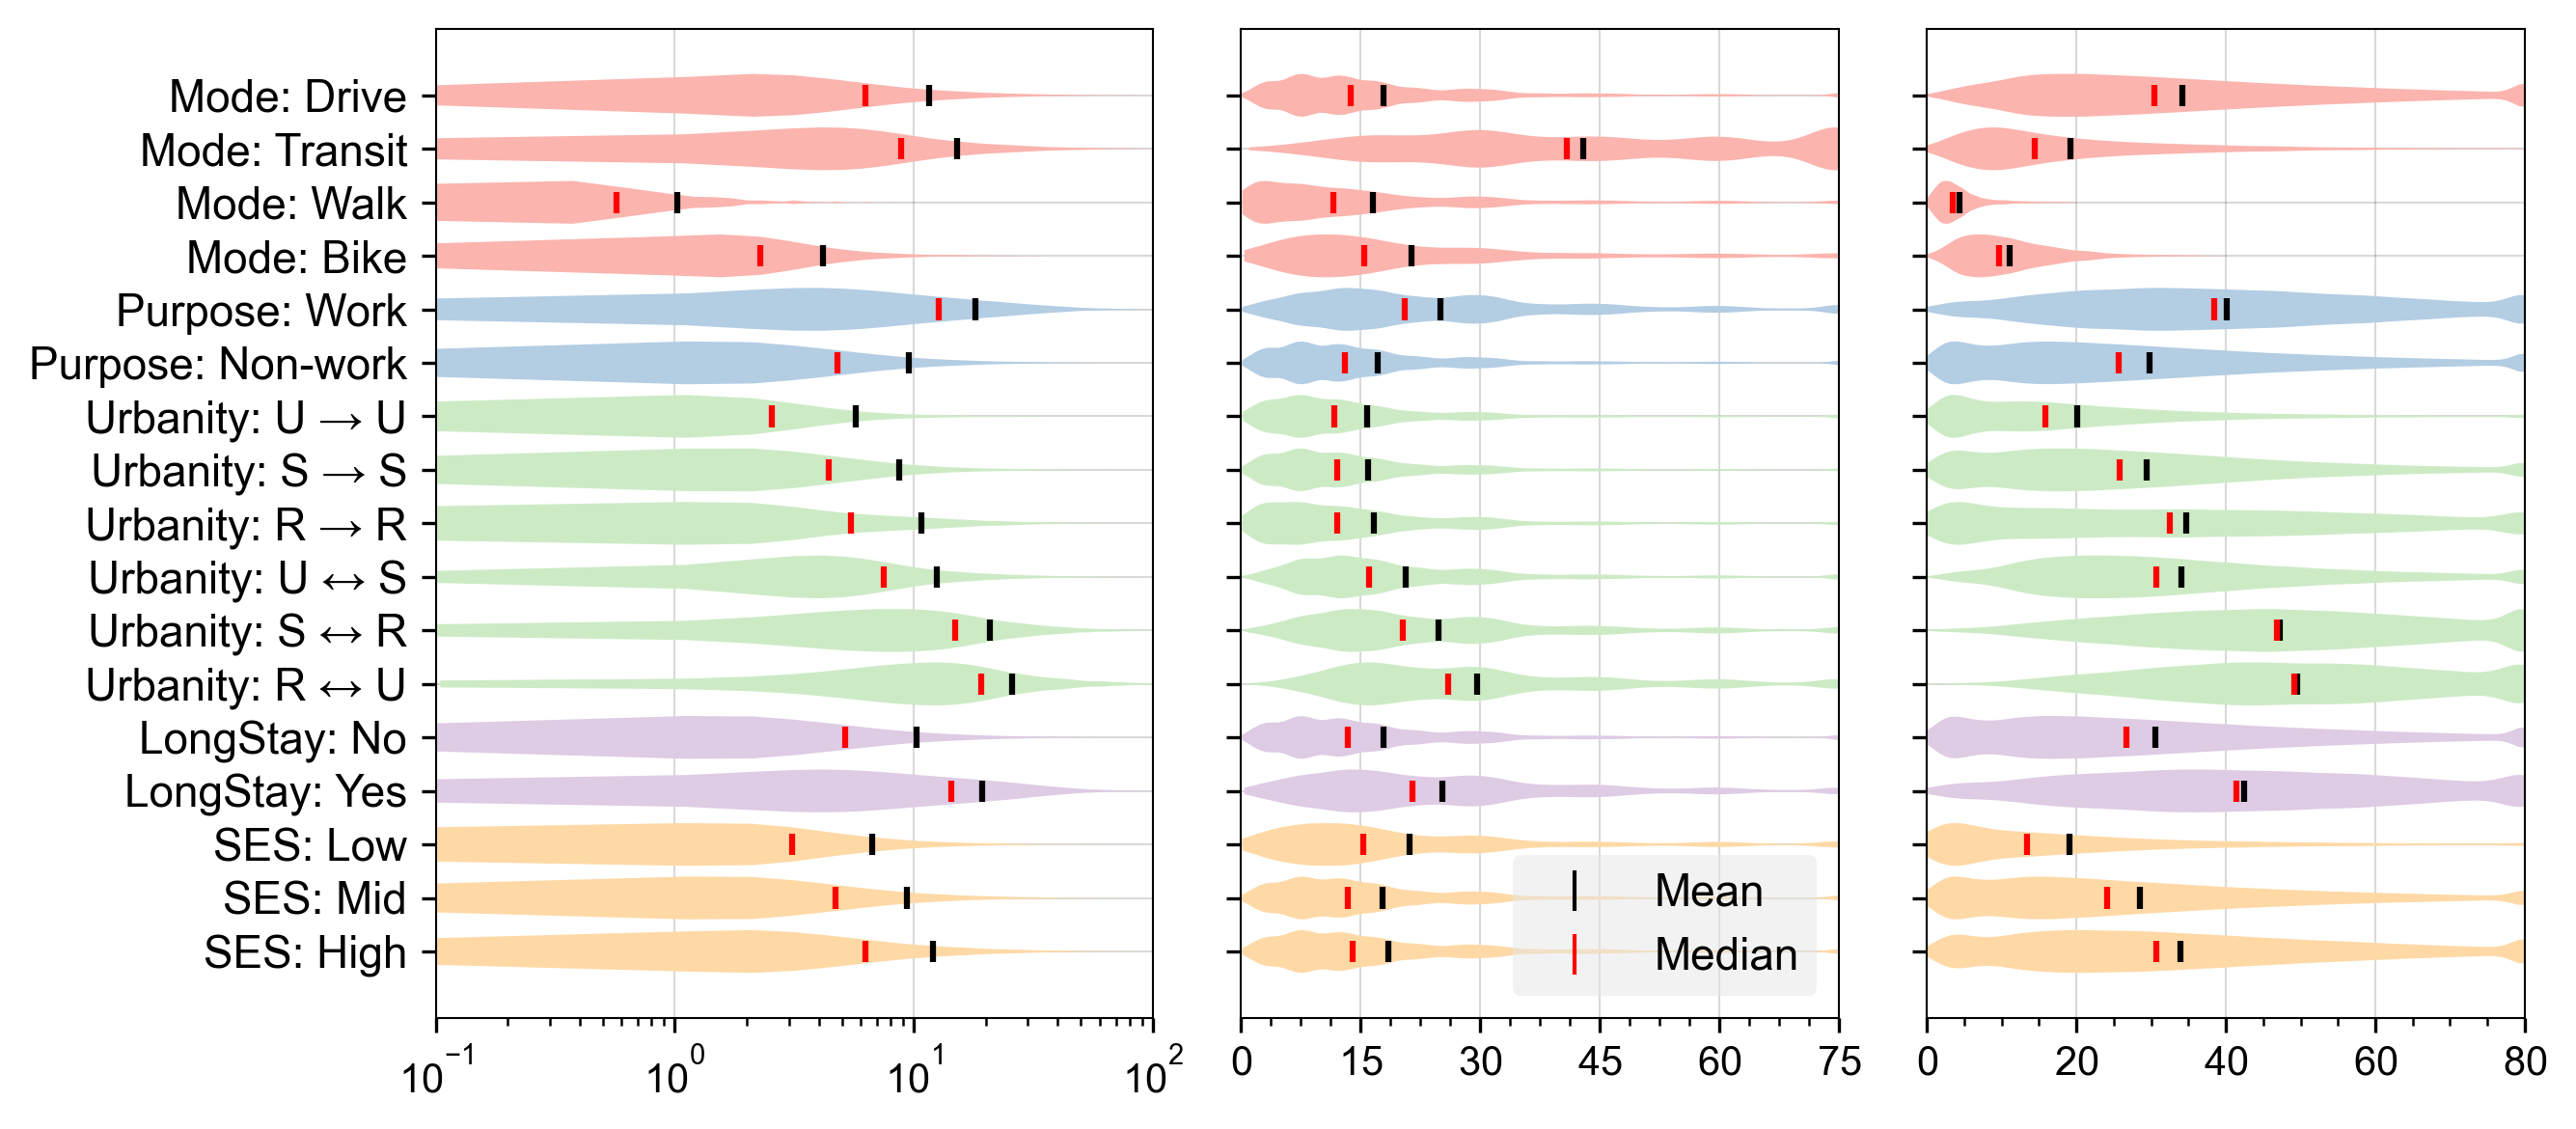 Mode: Drive
Mode: Transit
Mode: Walk
Mode: Bike
Purpose: Work
Purpose: Non-work
Urbanity: U → U
Urbanity: S → S
Urbanity: R → R
Urbanity: U ↔ S
Urbanity: S ↔ R
Urbanity: R ↔ U
LongStay: No
LongStay: Yes
SES: Low
SES: Mid
SES: High
Mean
Median
10⁻¹ 10⁰ 10¹ 10²
0 15 30 45 60 75
0 20 40 60 80